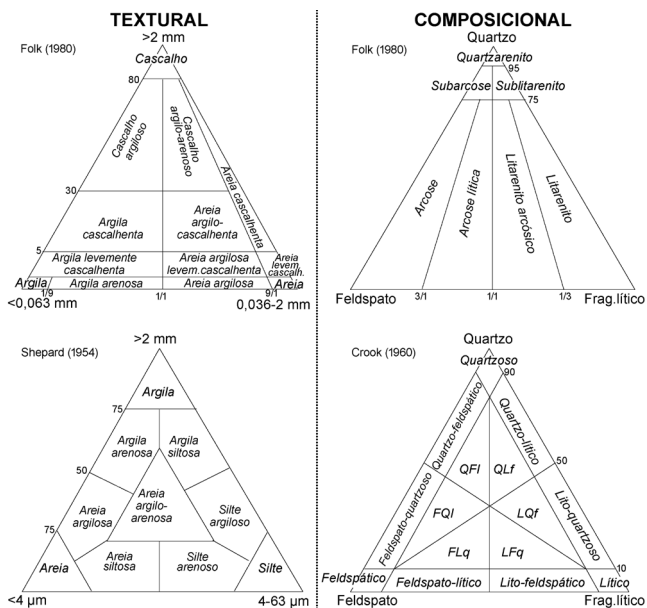 TEXTURAL
>2 mm
Folk (1980)
Cascalho
80
Cascalho
argiloso
Cascalho
argilo-arenoso
Areia cascalhenta
30
Argila
cascalhenta
Areia
argilo-
cascalhenta
5
Argila levemente
cascalhenta
Areia argilosa
levem.cascalhenta
Areia
levem.
cascalh.
Argila
Argila arenosa
Areia argilosa
Areia
1/9
1/1
9/1
<0,063 mm
0,036-2 mm
COMPOSICIONAL
Quartzo
Folk (1980)
Quartzarenito
95
Subarcose
Sublitarenito
75
Arcose
Arcose lítica
Litarenito
arcósico
Litarenito
Feldspato
3/1
1/1
1/3
Frag.lítico
Shepard (1954)
>2 mm
Argila
75
Argila
arenosa
Argila
siltosa
50
Areia
argilosa
Areia
argilo-
arenosa
Silte
argiloso
75
Areia
Areia
siltosa
Silte
arenoso
Silte
<4 µm
4-63 µm
Quartzo
Crook (1960)
Quartzoso
90
Quartzo-feldspático
Quartzo-lítico
QFl
QLf
50
Feldspato-quartzoso
FQl
LQf
Lito-quartzoso
FLq
LFq
10
Feldspático
Feldspato-lítico
Lito-feldspático
Lítico
Feldspato
Frag.lítico